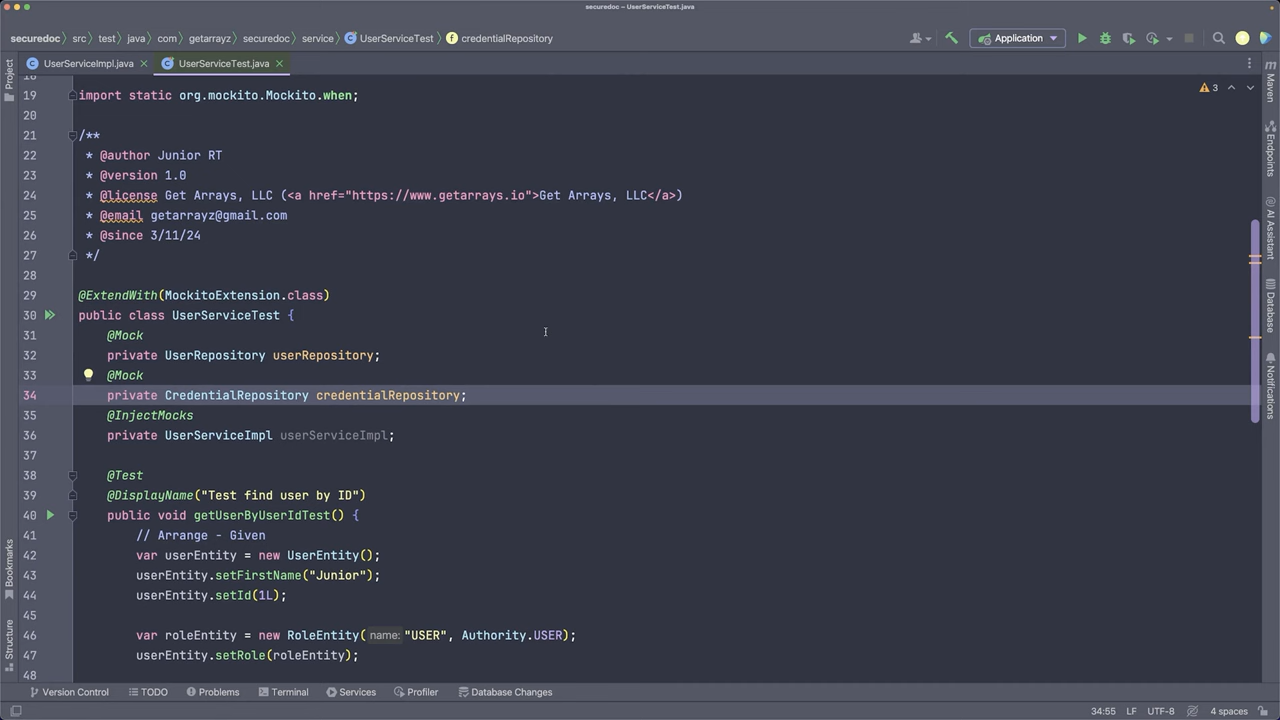 securedoc – UserServiceTest.java
securedoc src test java com getarrayz securedoc service UserServiceTest credentialRepository
Application
UserServiceImpl.java UserServiceTest.java
3
18
19 import static org.mockito.Mockito.when;
20
21 /**
22 * @author Junior RT
23 * @version 1.0
24 * @license Get Arrays, LLC (<a href="https://www.getarrays.io">Get Arrays, LLC</a>)
25 * @email getarrayz@gmail.com
26 * @since 3/11/24
27 */
28
29 @ExtendWith(MockitoExtension.class)
30 public class UserServiceTest {
31 @Mock
32 private UserRepository userRepository;
33 @Mock
34 private CredentialRepository credentialRepository;
35 @InjectMocks
36 private UserServiceImpl userServiceImpl;
37
38 @Test
39 @DisplayName("Test find user by ID")
40 public void getUserByUserIdTest() {
41 // Arrange - Given
42 var userEntity = new UserEntity();
43 userEntity.setFirstName("Junior");
44 userEntity.setId(1L);
45
46 var roleEntity = new RoleEntity( name: "USER", Authority.USER);
47 userEntity.setRole(roleEntity);
48
Project
Bookmarks
Structure
Maven
Endpoints
AI Assistant
Database
Notifications
Version Control TODO Problems Terminal Services Profiler Database Changes
34:55 LF UTF-8 4 spaces